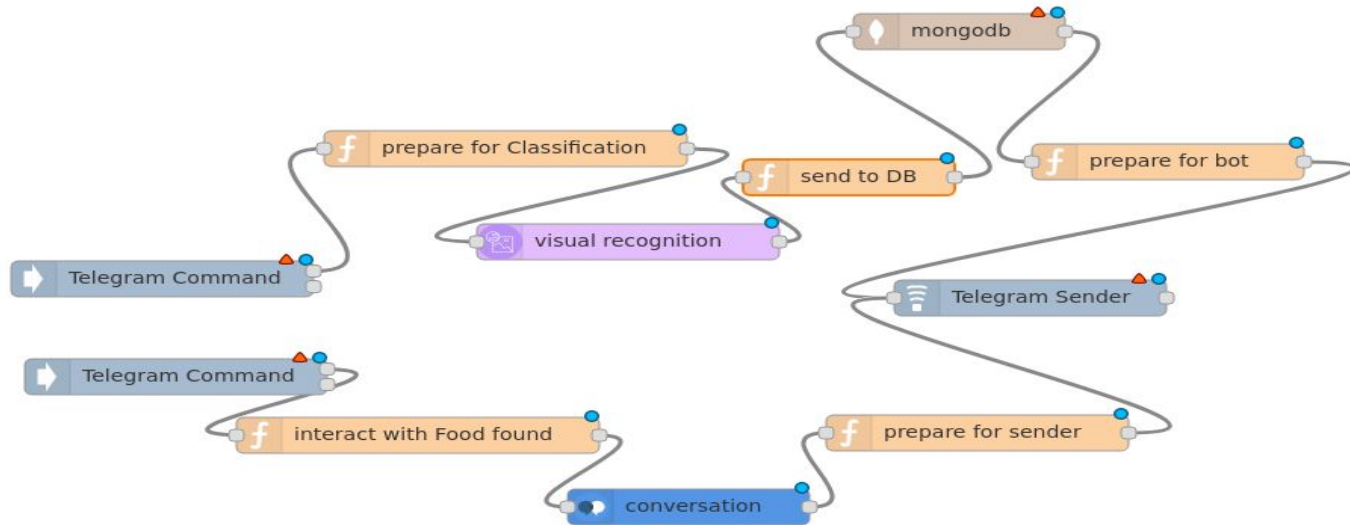 mongodb
prepare for Classification
prepare for bot
send to DB
visual recognition
Telegram Command
Telegram Sender
Telegram Command
interact with Food found
prepare for sender
conversation